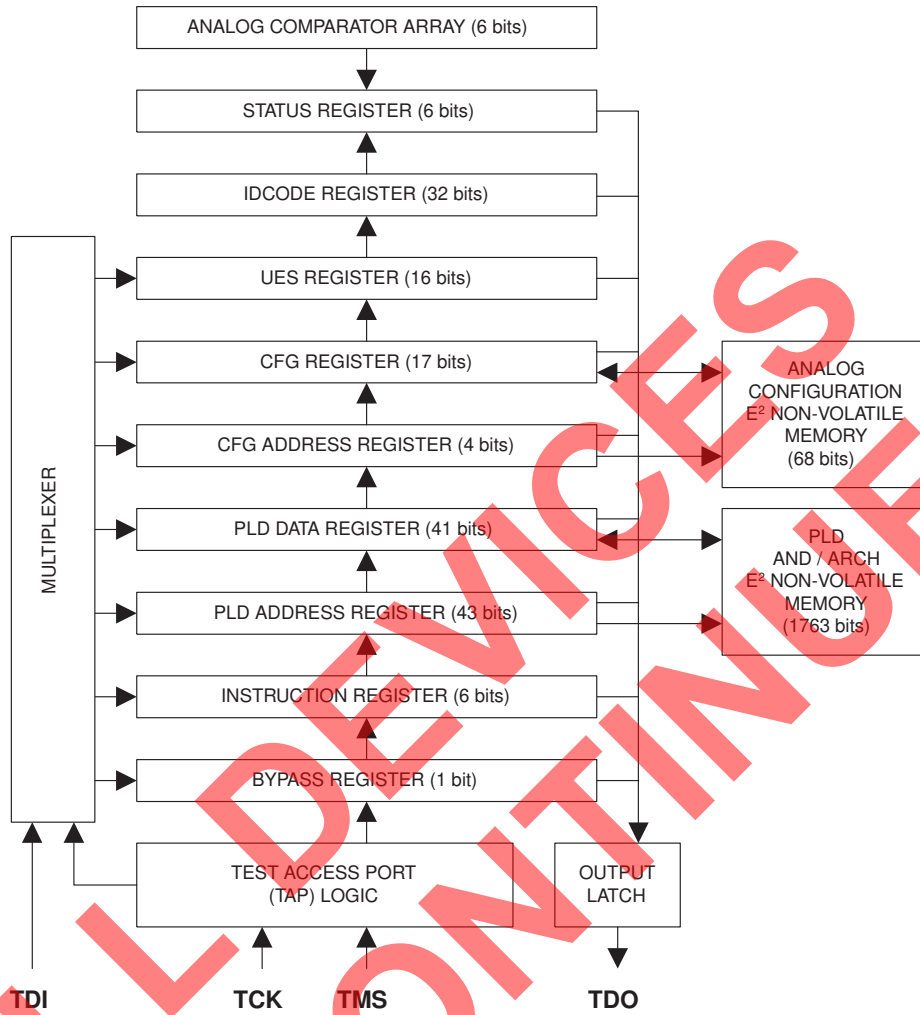 ANALOG COMPARATOR ARRAY (6 bits)
STATUS REGISTER (6 bits)
IDCODE REGISTER (32 bits)
UES REGISTER (16 bits)
CFG REGISTER (17 bits)
CFG ADDRESS REGISTER (4 bits)
PLD DATA REGISTER (41 bits)
PLD ADDRESS REGISTER (43 bits)
INSTRUCTION REGISTER (6 bits)
BYPASS REGISTER (1 bit)
MULTIPLEXER
ANALOG
CONFIGURATION
E² NON-VOLATILE
MEMORY
(68 bits)
PLD
AND / ARCH
E² NON-VOLATILE
MEMORY
(1763 bits)
TEST ACCESS PORT
(TAP) LOGIC
OUTPUT
LATCH
TDI
TCK
TMS
TDO
L DEVICES
ONTINUE